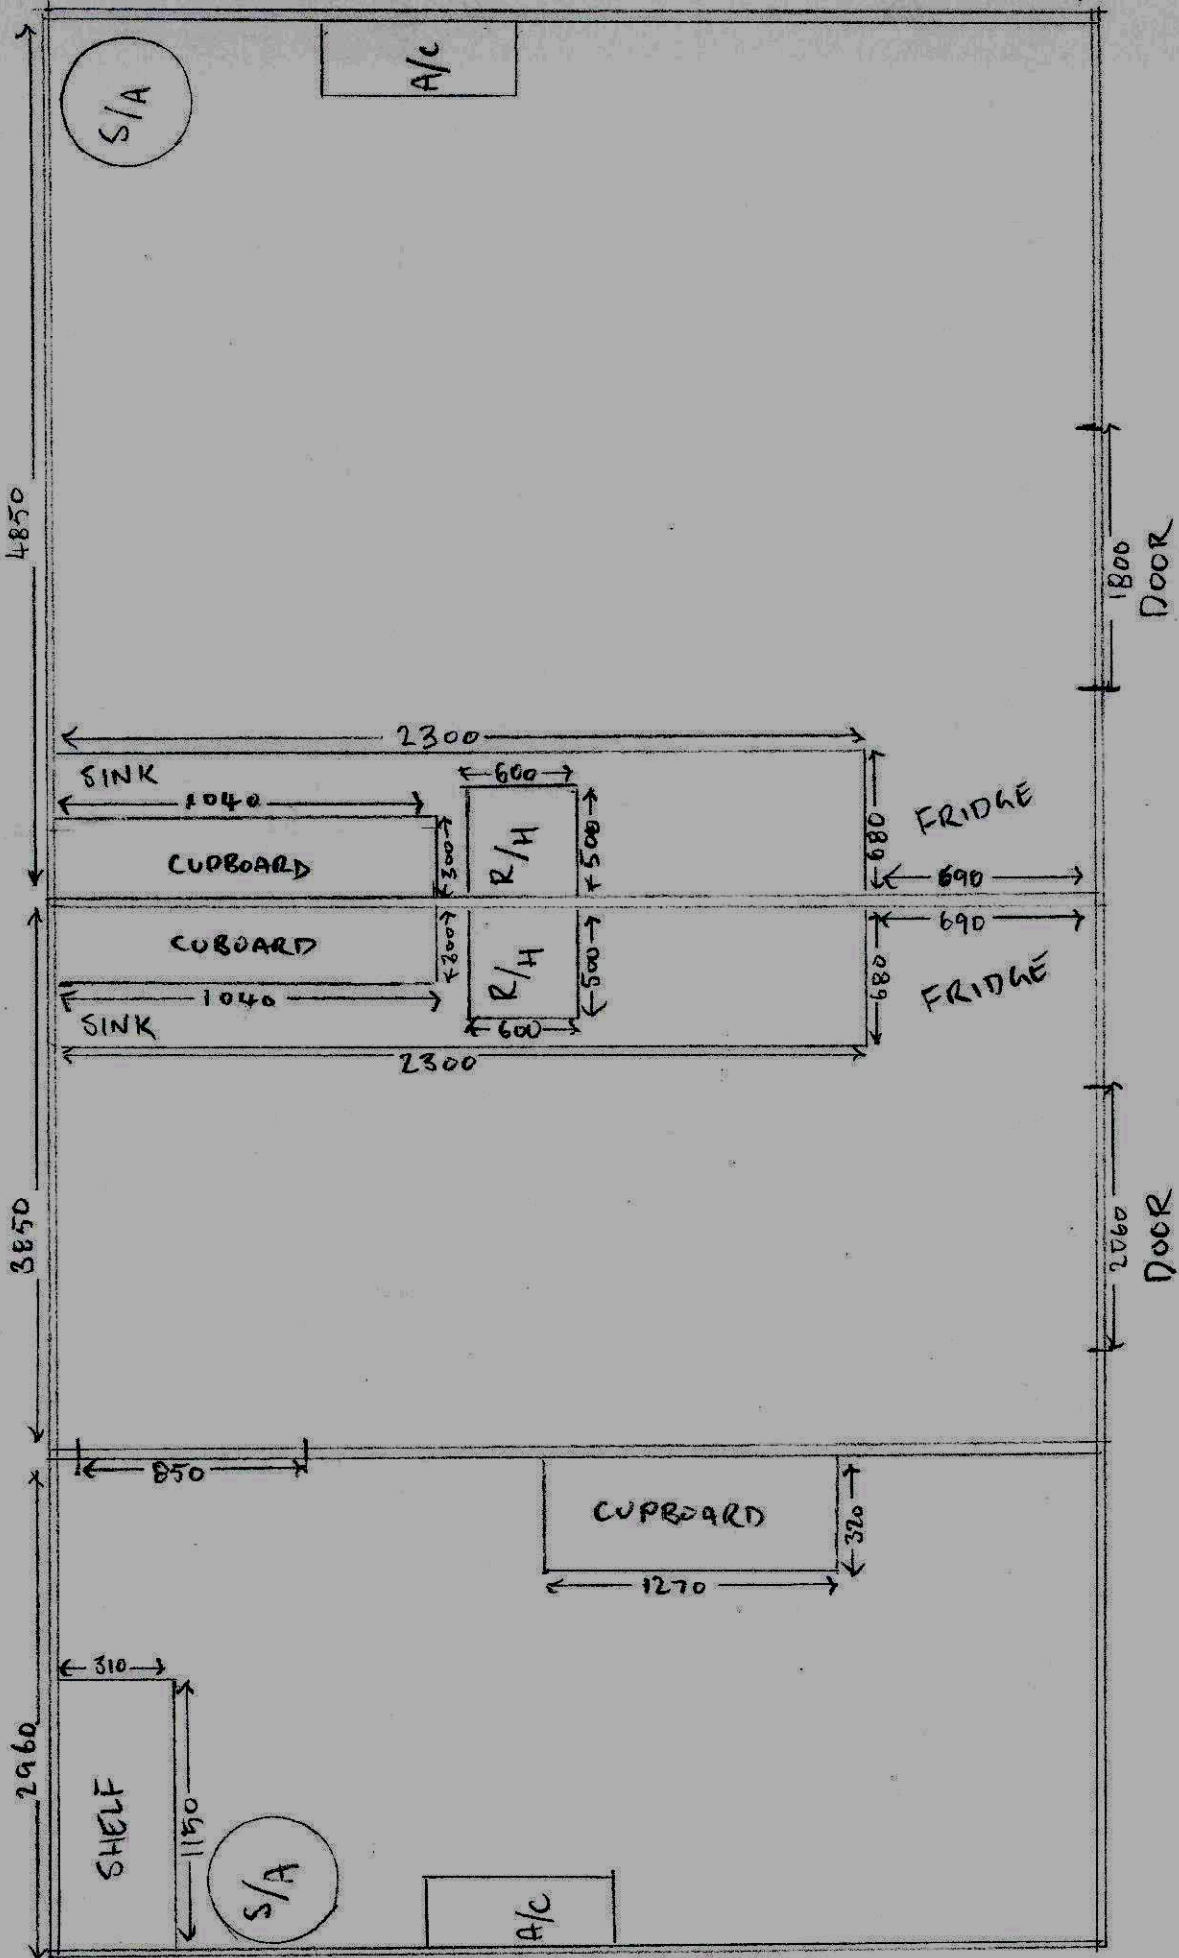 S/A
A/C
4850
1800
DOOR
2300
SINK
600
1040
CUPBOARD
300
R/H
500
680
FRIDGE
690
690
CUBOARD
300
R/H
500
680
FRIDGE
1040
SINK
600
2300
3850
2060
DOOR
850
CUPBOARD
320
1270
310
2960
SHELF
1150
S/A
A/C